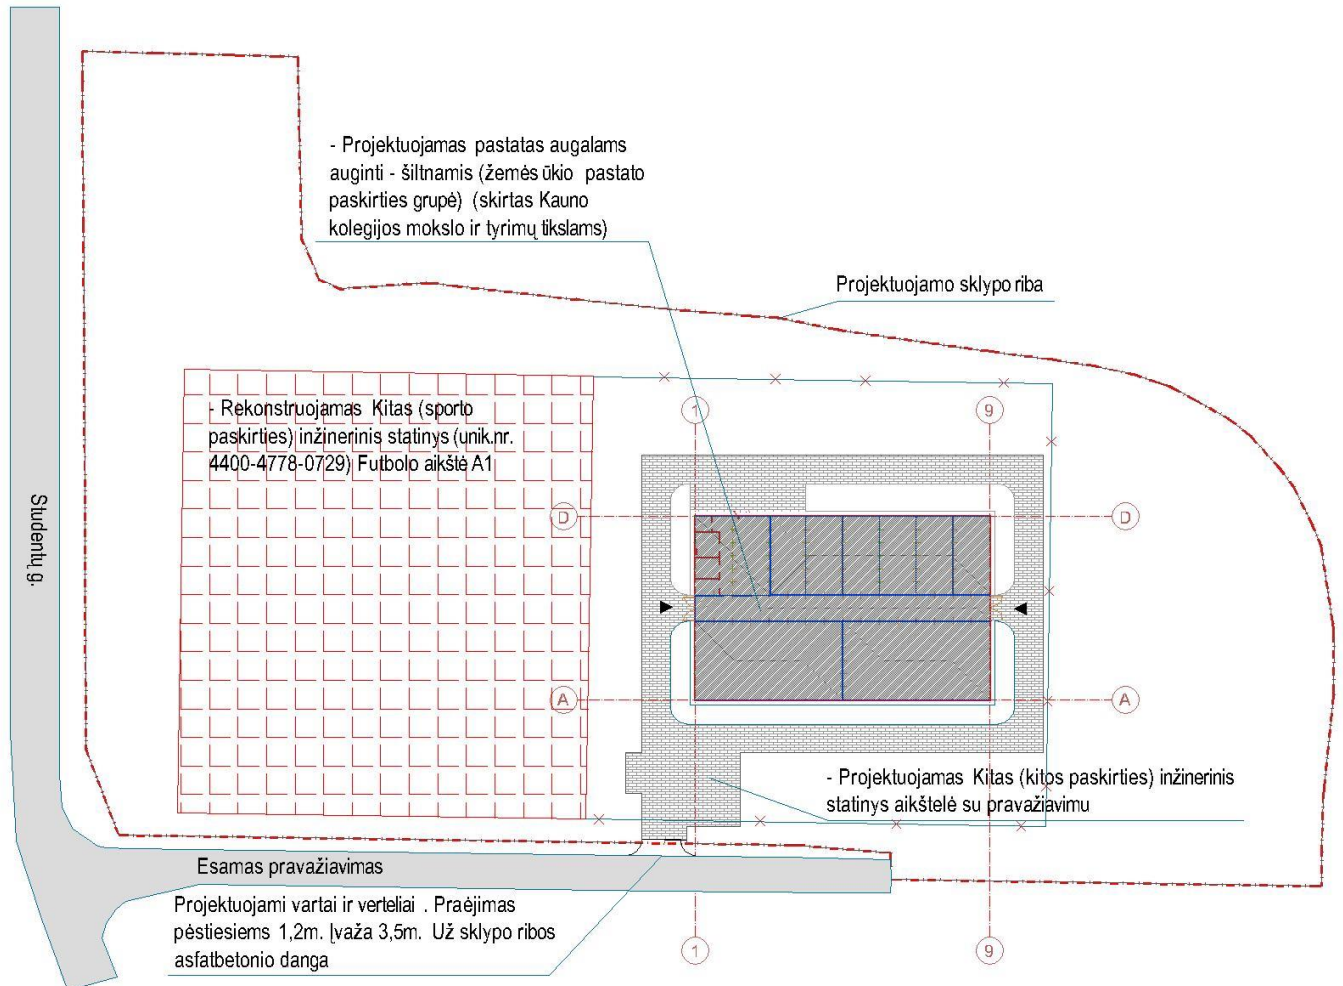 - Projektuojamas pastatas augalams
auginti - šiltnamis (žemės ūkio pastato
paskirties grupė) (skirtas Kauno
kolegijos mokslo ir tyrimų tikslams)
Projektuojamo sklypo riba
- Rekonstruojamas Kitas (sporto
paskirties) inžinerinis statinys (unik.nr.
4400-4778-0729) Futbolo aikštė A1
1
9
D
D
Studentų g.
A
A
- Projektuojamas Kitas (kitos paskirties) inžinerinis
statinys aikštelė su pravažiavimu
Esamas pravažiavimas
Projektuojami vartai ir verteliai . Praėjimas
pėstiesiems 1,2m. Įvaža 3,5m. Už sklypo ribos
asfatbetonio danga
1
9